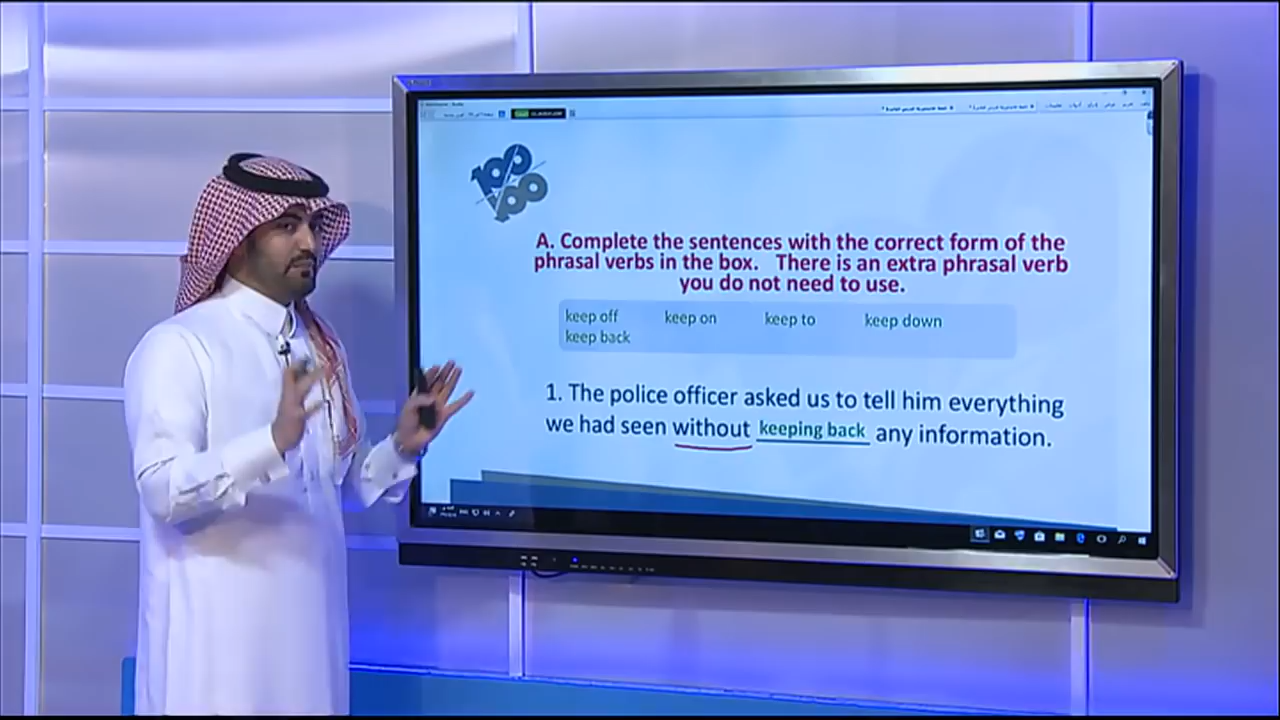 100
100
A. Complete the sentences with the correct form of the
phrasal verbs in the box. There is an extra phrasal verb
you do not need to use.
keep off keep on keep to keep down
keep back
1. The police officer asked us to tell him everything
we had seen without keeping back any information.